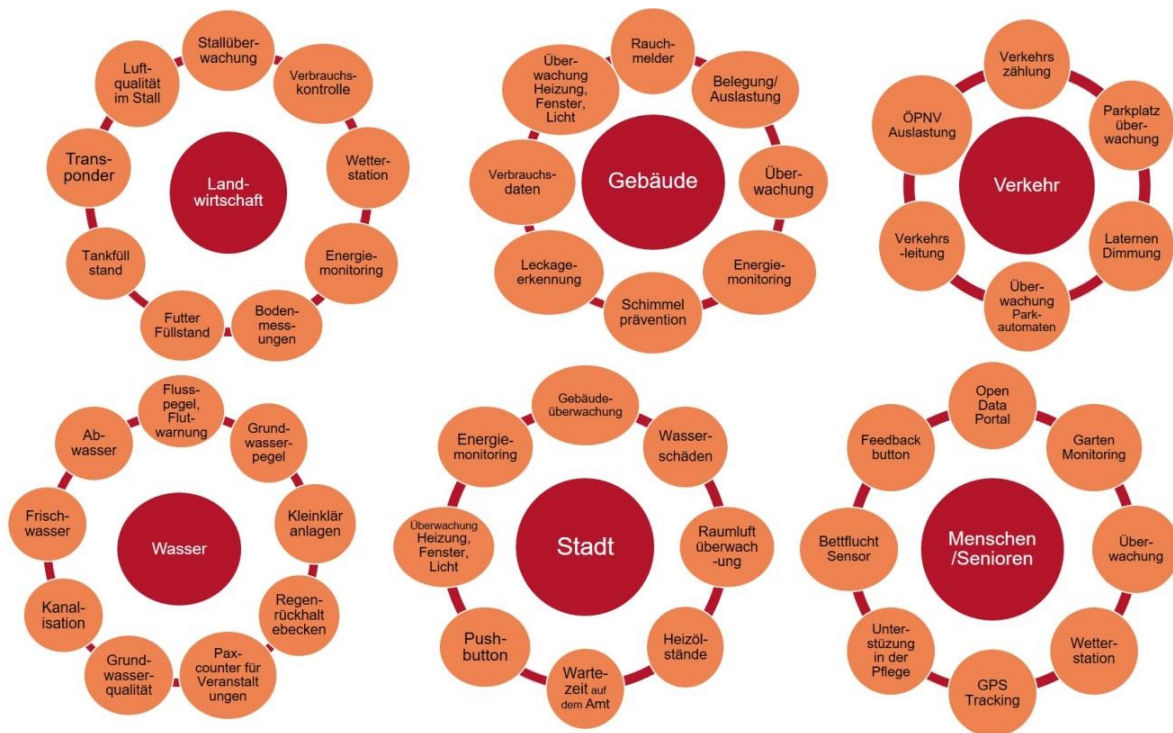 Land-
wirtschaft
Stallüber-
wachung
Verbrauchs-
kontrolle
Wetter-
station
Energie-
monitoring
Boden-
mess-
ungen
Futter
Füllstand
Tankfüll
stand
Trans-
ponder
Luft-
qualität
im Stall
Gebäude
Rauch-
melder
Belegung/
Auslastung
Über-
wachung
Energie-
monitoring
Schimmel
prävention
Leckage-
erkennung
Verbrauchs-
daten
Über-
wachung
Heizung,
Fenster,
Licht
Verkehr
Verkehrs
zählung
Parkplatz
über-
wachung
Laternen
Dimmung
Über-
wachung
Park-
automaten
Verkehrs
-leitung
ÖPNV
Auslastung
Wasser
Fluss-
pegel,
Flut-
warnung
Grund-
wasser
pegel
Kleinklär
anlagen
Regen-
rückhalt
ebecken
Pax-
counter für
Veranstalt
ungen
Grund-
wasser-
qualität
Kanal-
isation
Frisch-
wasser
Ab-
wasser
Stadt
Gebäude-
überwachung
Wasser-
schäden
Raumluft
überwach
-ung
Heizöl-
stände
Warte-
zeit auf
dem Amt
Push-
button
Überwachung
Heizung,
Fenster,
Licht
Energie-
monitoring
Menschen
/Senioren
Open
Data
Portal
Garten
Monitoring
Über-
wachung
Wetter-
station
GPS
Tracking
Unter-
stüzung
in der
Pflege
Bettflucht
Sensor
Feedback
button